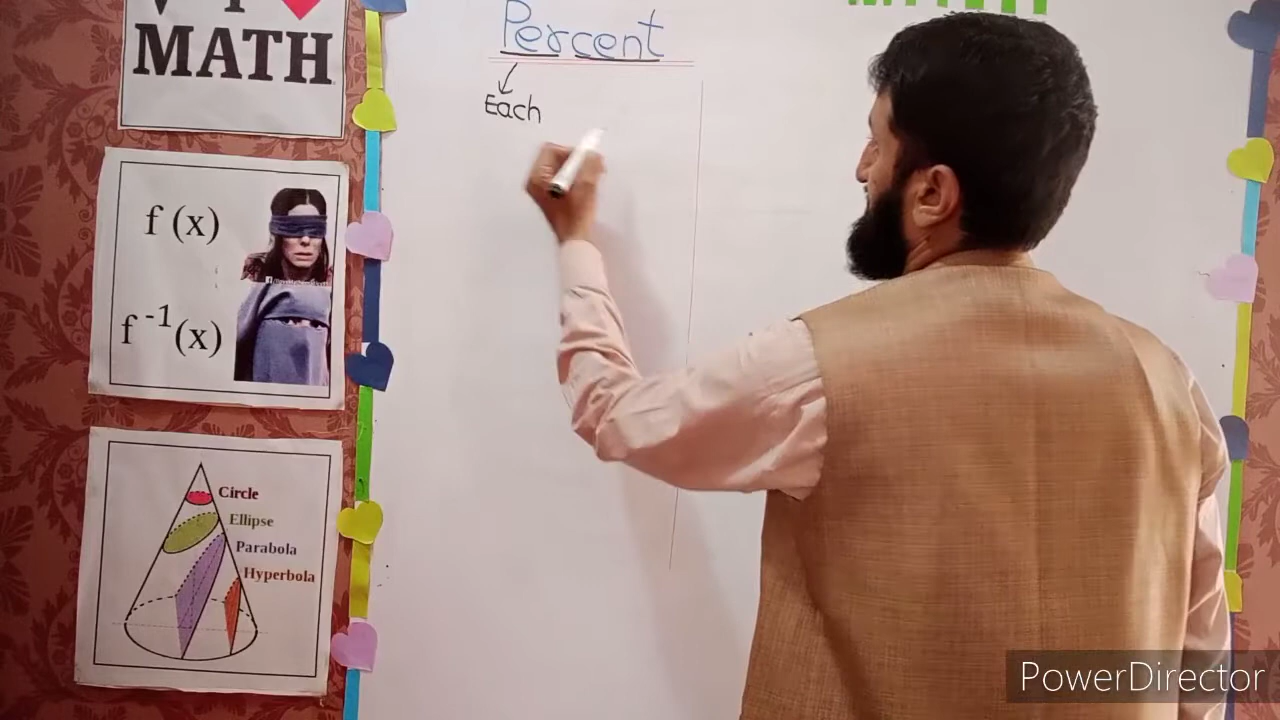 I
MATH
f (x)
f⁻¹(x)
Circle
Ellipse
Parabola
Hyperbola
Percent
Each
PowerDirector